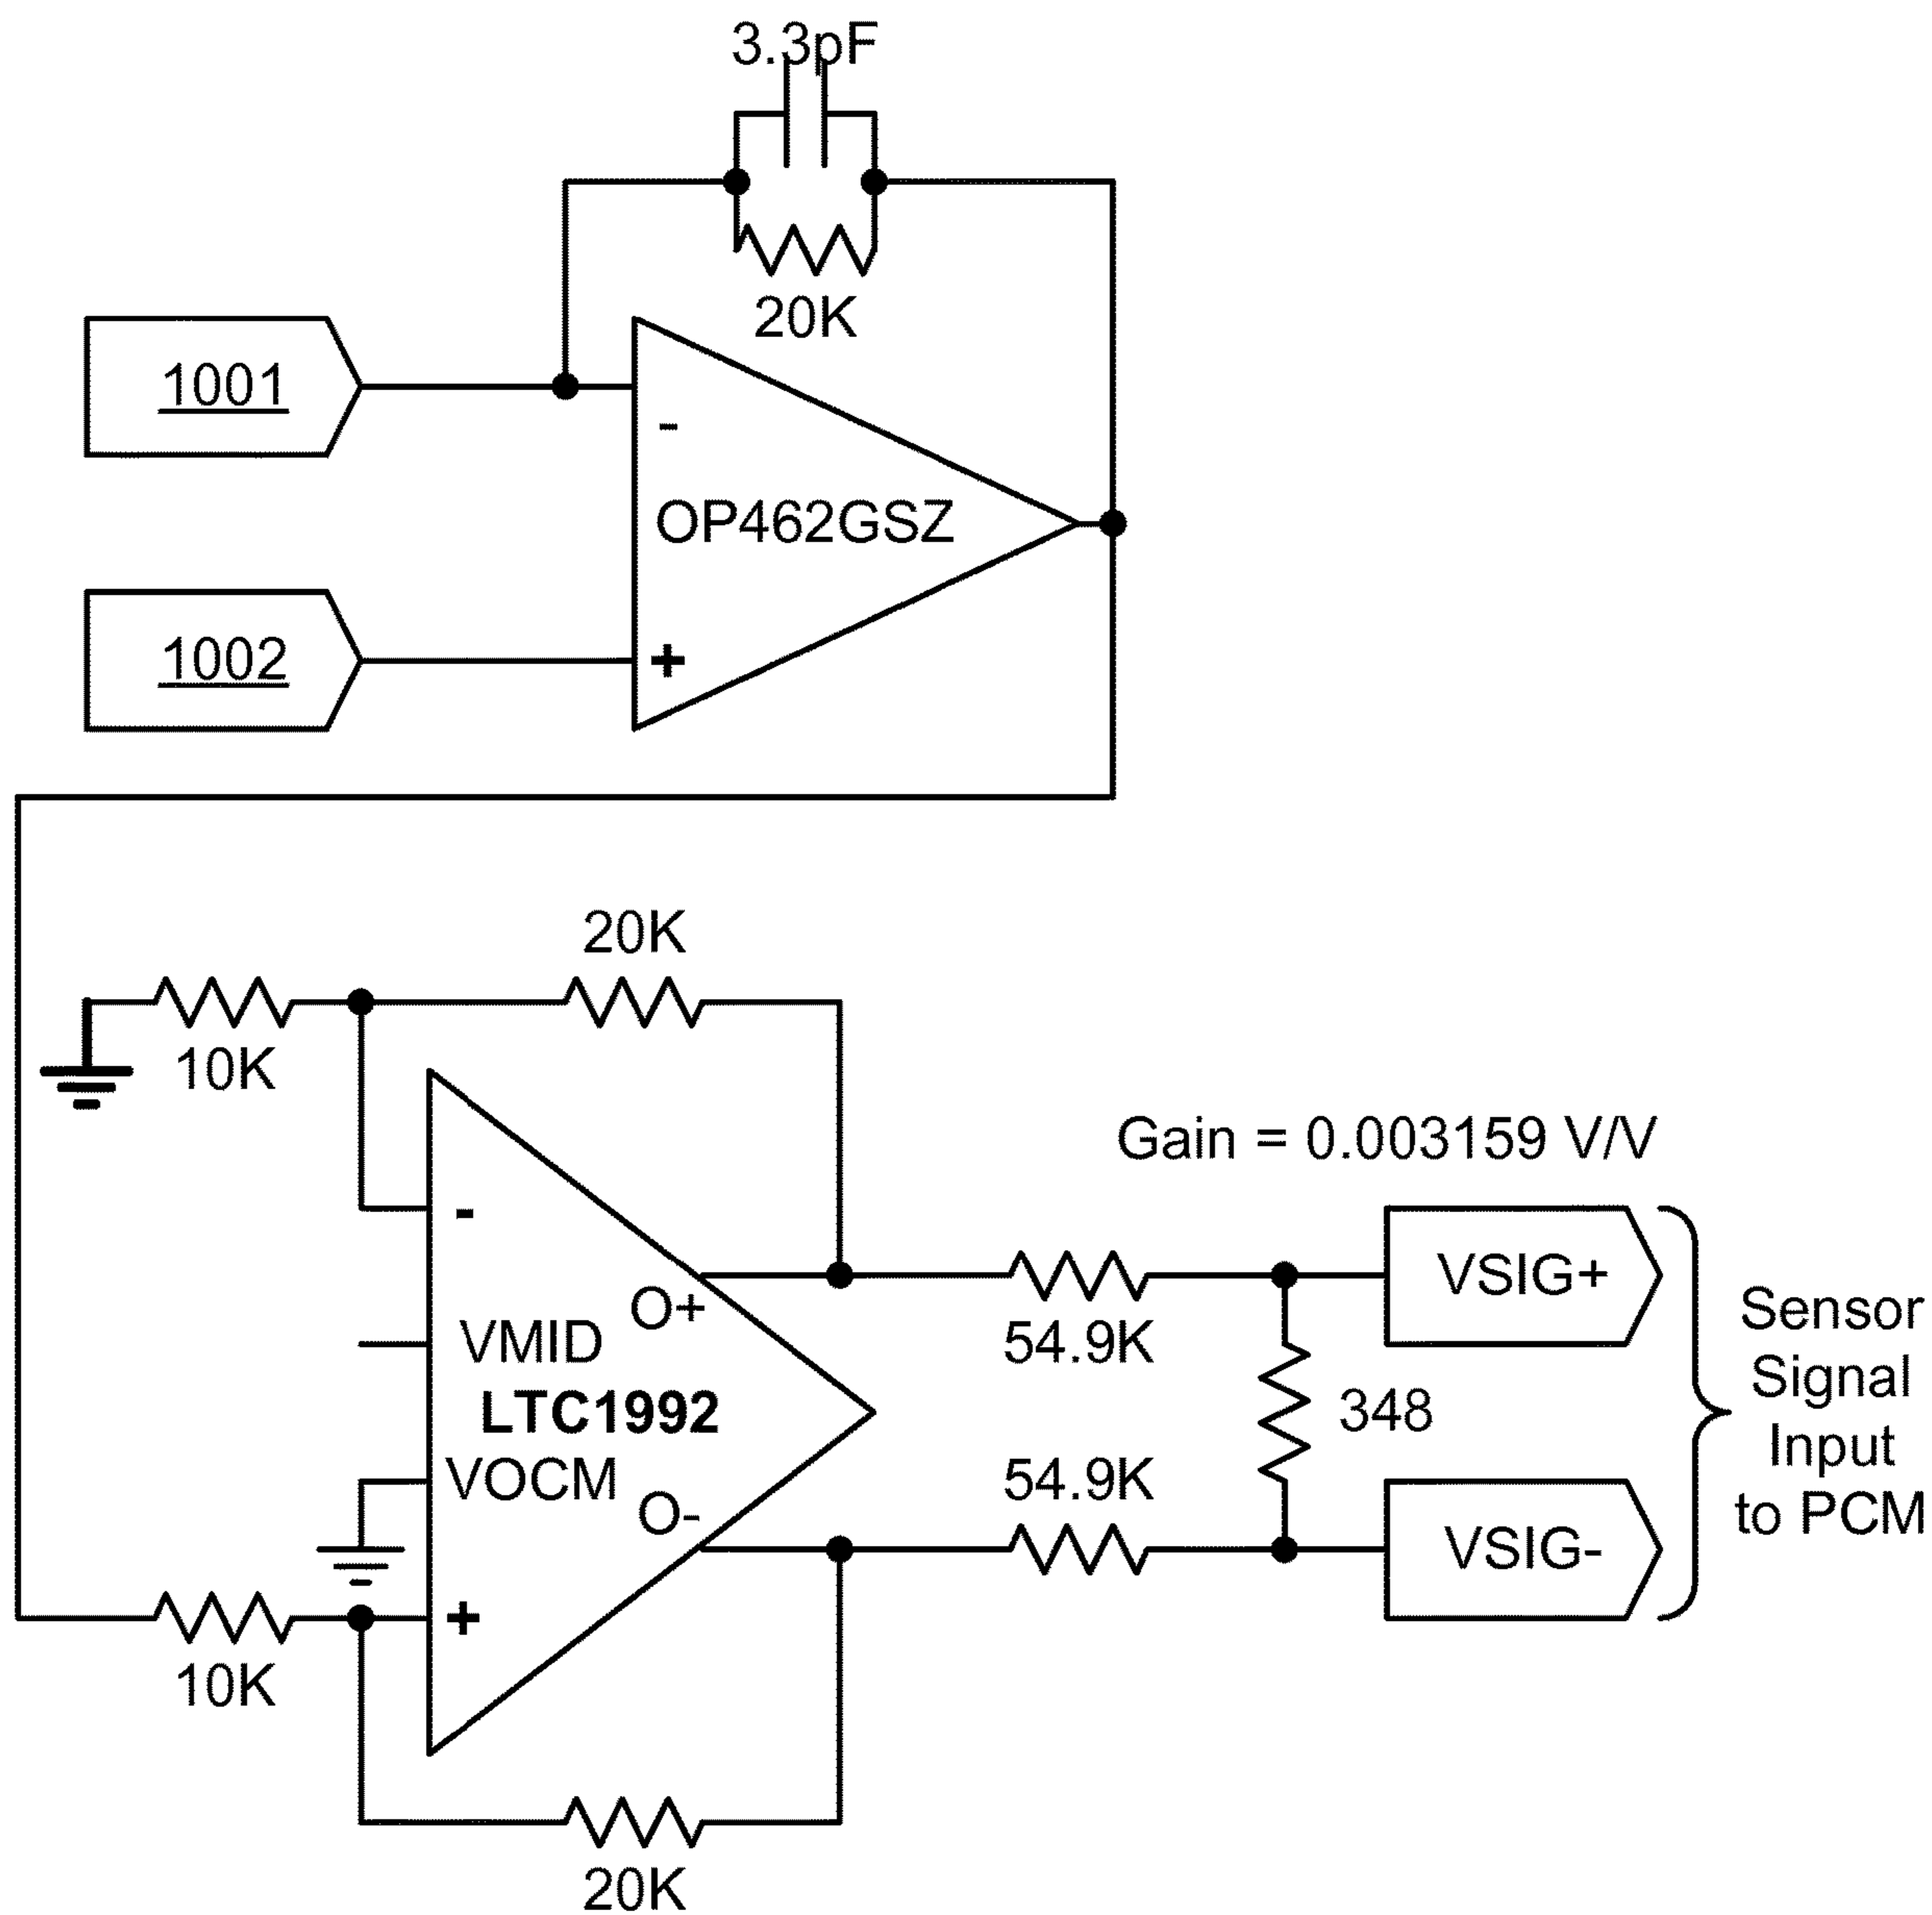 3.3pF
20K
1001
-
OP462GSZ
1002
+
20K
10K
Gain = 0.003159 V/V
-
O+
VSIG+
VMID
54.9K
LTC1992
348
VOCM
54.9K
O-
VSIG-
Sensor
Signal
Input
to PCM
+
10K
20K